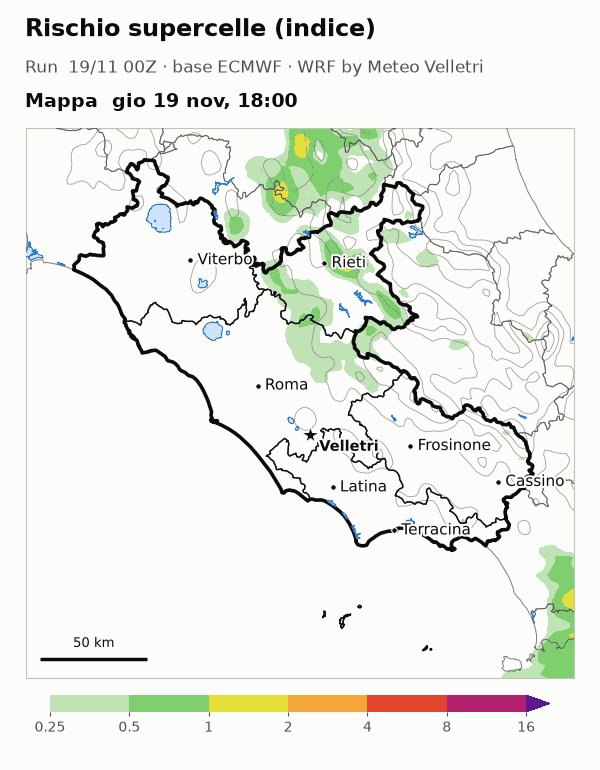 Rischio supercelle (indice)
Run  19/11 00Z · base ECMWF · WRF by Meteo Velletri
Mappa  gio 19 nov, 18:00
Viterbo
Rieti
Roma
Velletri
Frosinone
Latina
Cassino
Terracina
50 km
0.25 0.5 1 2 4 8 16